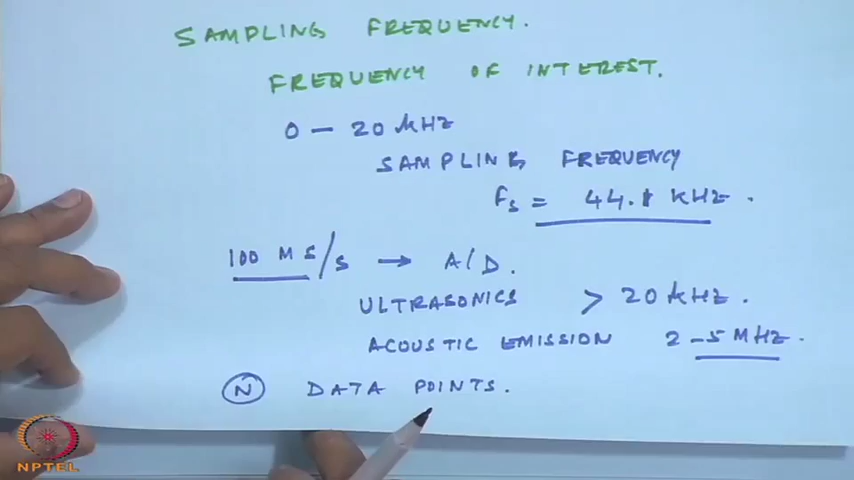 SAMPLING FREQUENCY.
FREQUENCY OF INTEREST.
0 - 20 kHz
SAMPLING FREQUENCY
fs = 44.1 kHz.
100 MS/s → A/D.
ULTRASONICS > 20 kHz.
ACOUSTIC EMISSION 2-5 MHz.
N DATA POINTS.
NPTEL